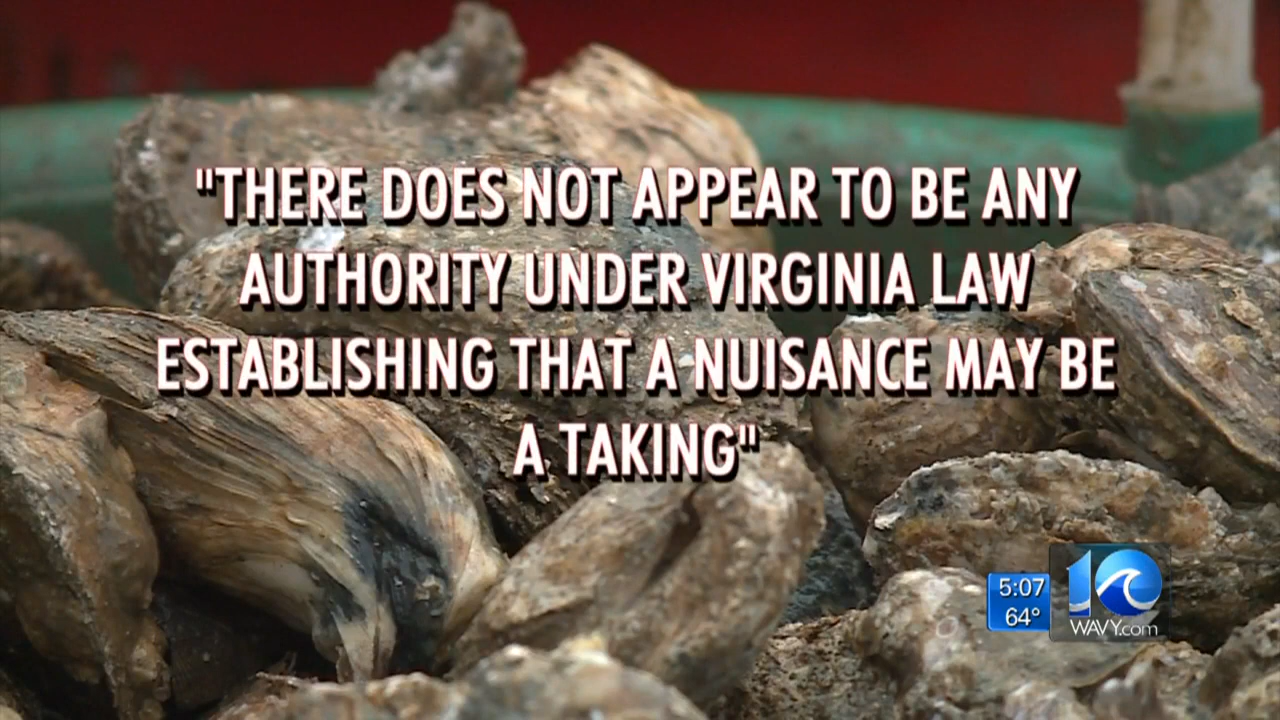 "THERE DOES NOT APPEAR TO BE ANY
AUTHORITY UNDER VIRGINIA LAW
ESTABLISHING THAT A NUISANCE MAY BE
A TAKING"
5:07
64°
10
WAVY.com